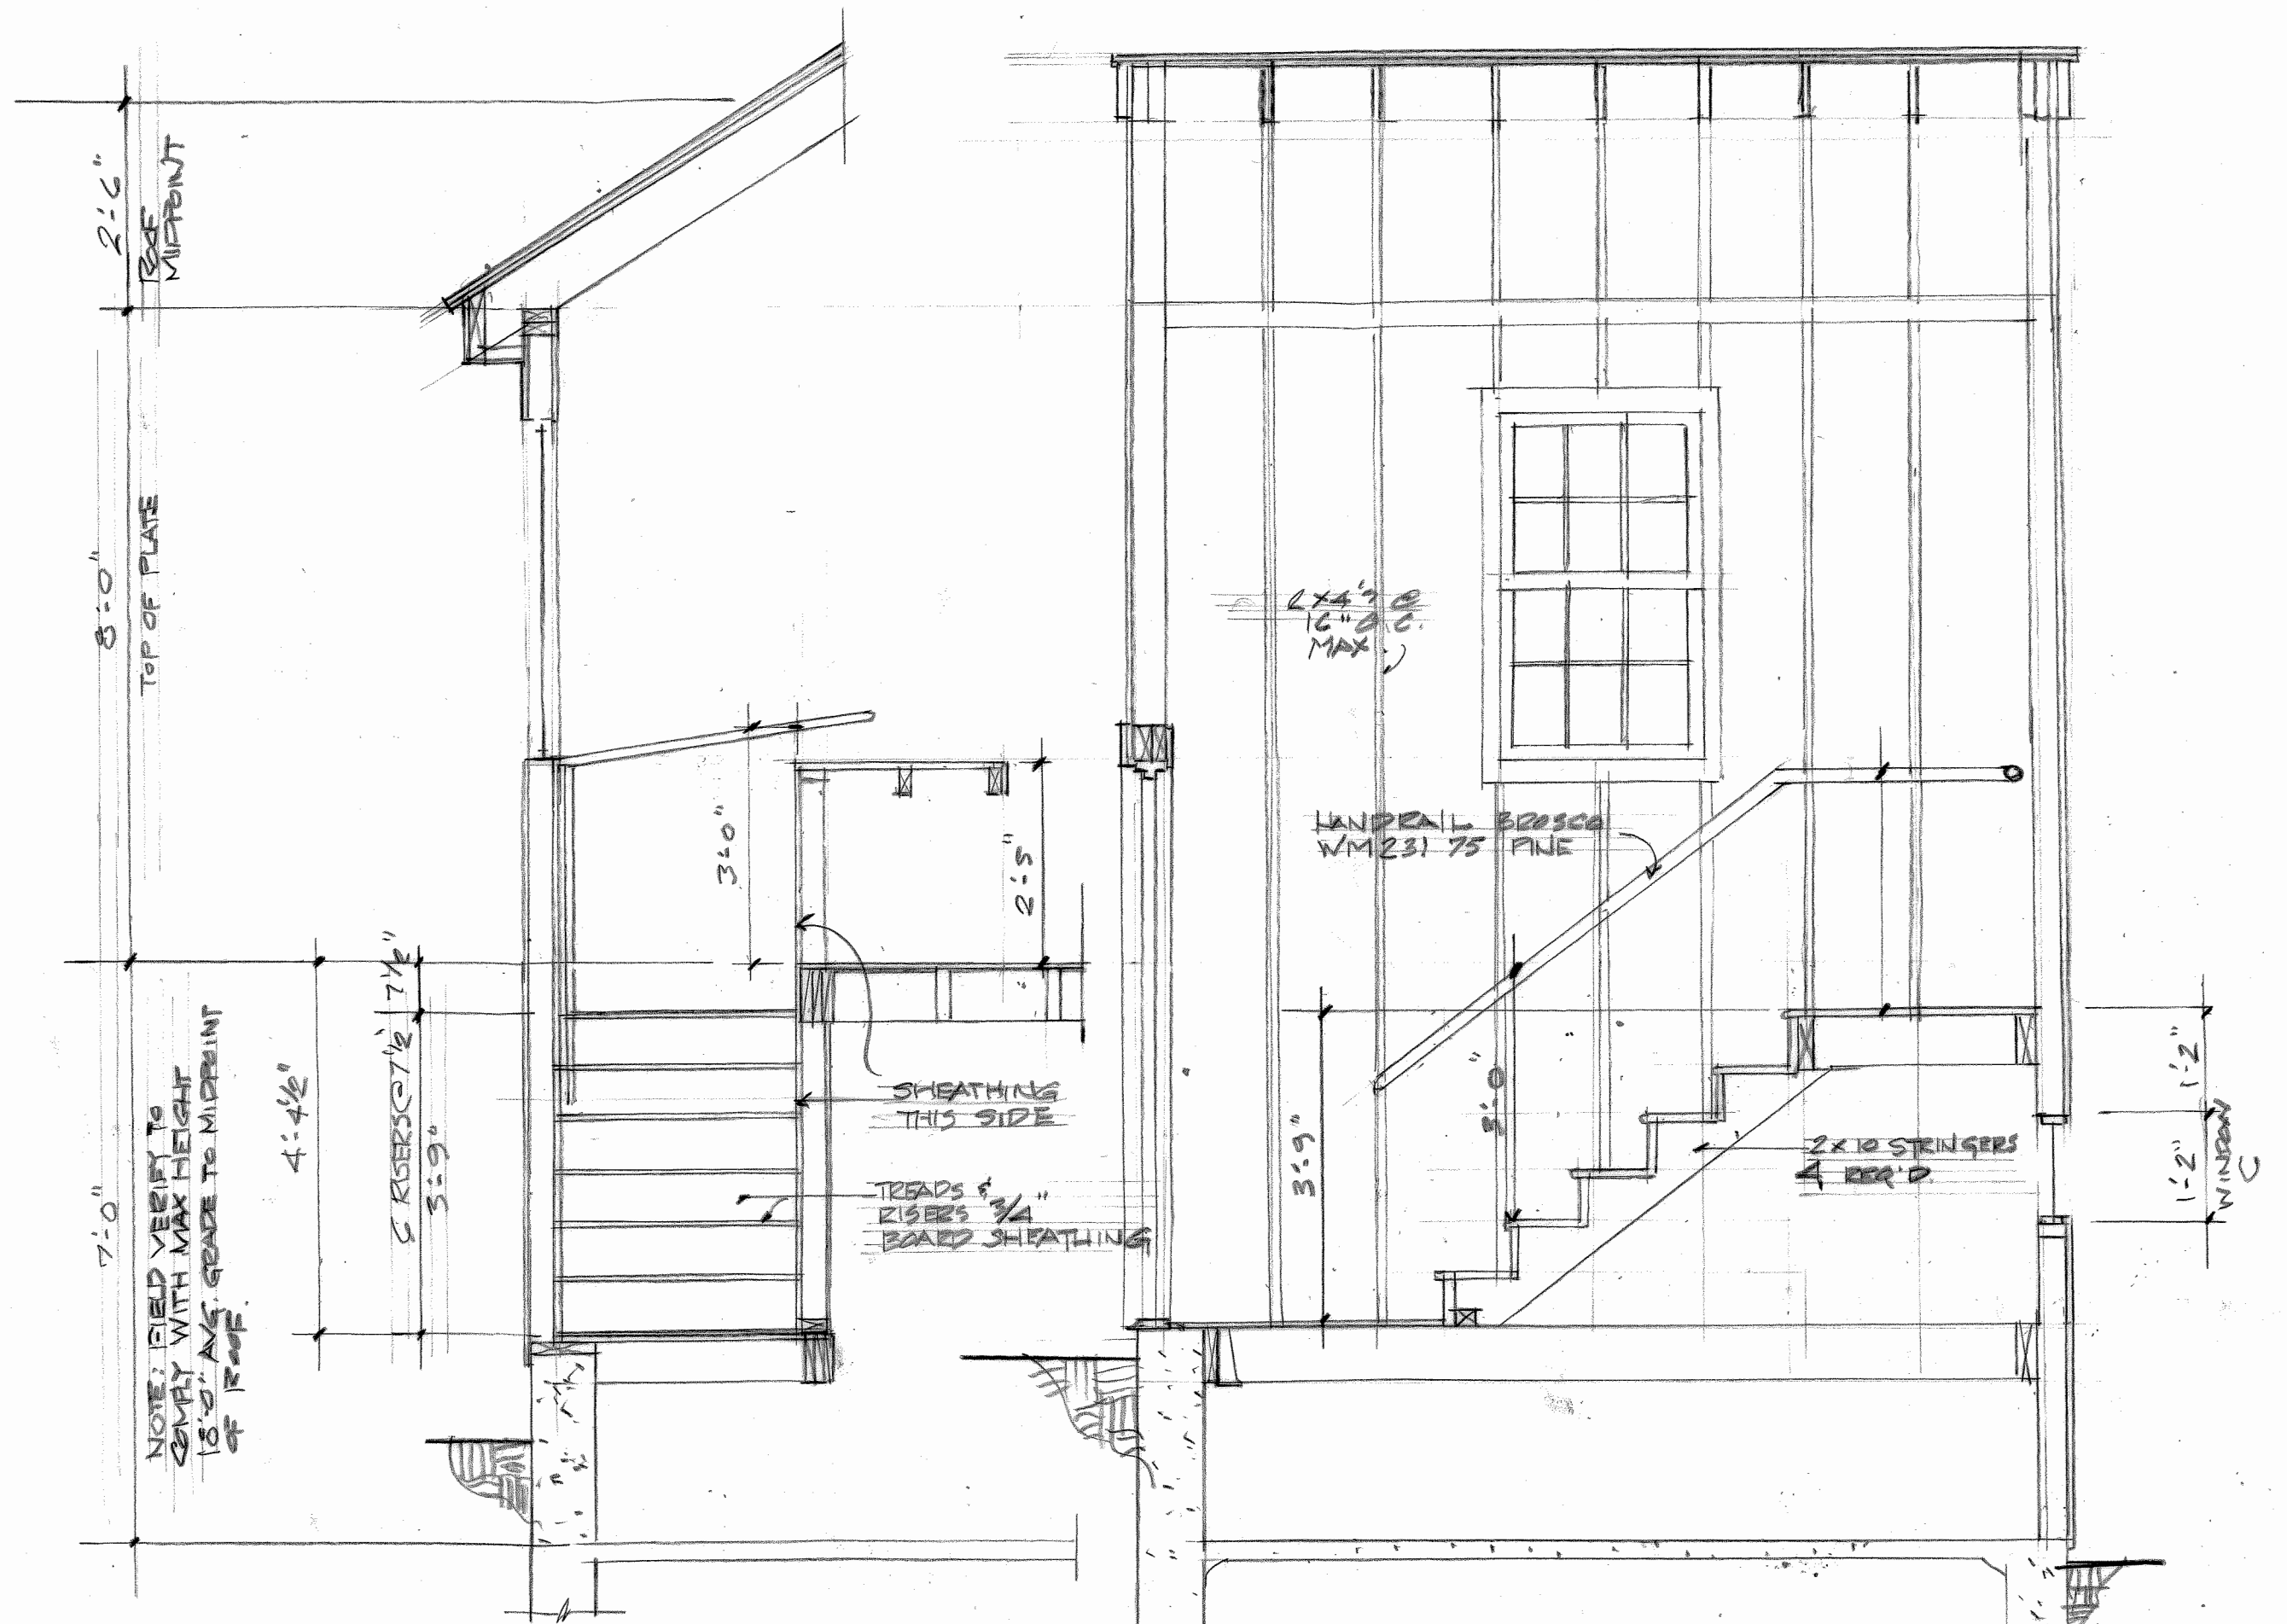 2'-6"
ROOF
MIDPOINT
8'-0"
TOP OF PLATE
7'-0"
NOTE: FIELD VERIFY TO
COMPLY WITH MAX HEIGHT
18'-0" AVG. GRADE TO MIDPOINT
OF ROOF.
4'-4½"
7½"
6 RISERS @ 7½"
3'-9"
3'-0"
2'-5"
SHEATHING
THIS SIDE
TREADS &
RISERS 3/4"
BOARD SHEATHING
2x4's @
16" O.C.
MAX.
HANDRAIL BROSCO
WM231 75 PINE
3'-9"
3'-0"
2x10 STRINGERS
4 REQ'D.
1'-2"
1'-2"
WINDOW
C